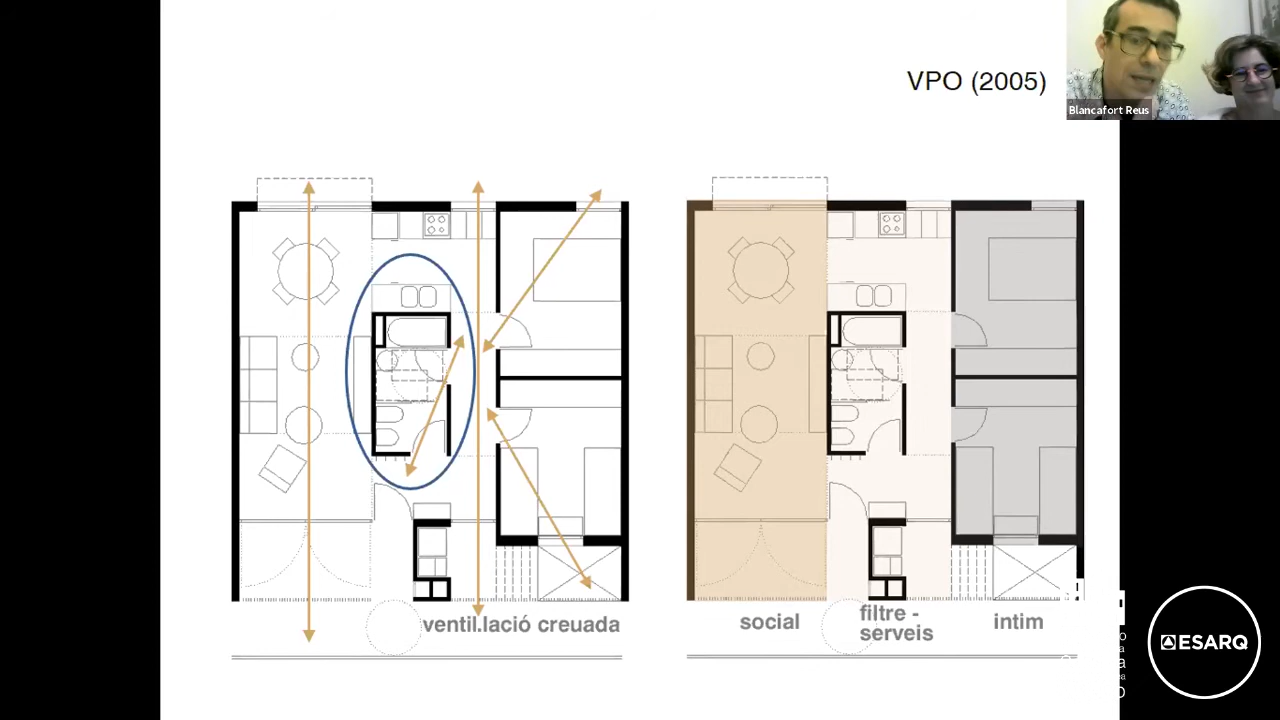 VPO (2005)
Blancafort Reus
ventil.lació creuada
social
filtre -
serveis
intim
ESARQ